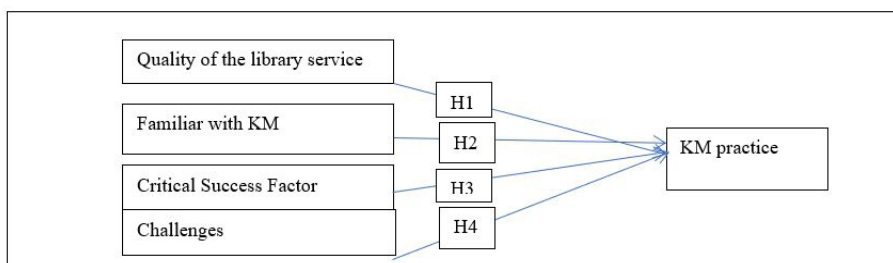 Quality of the library service
H1
Familiar with KM
H2
KM practice
Critical Success Factor
H3
Challenges
H4